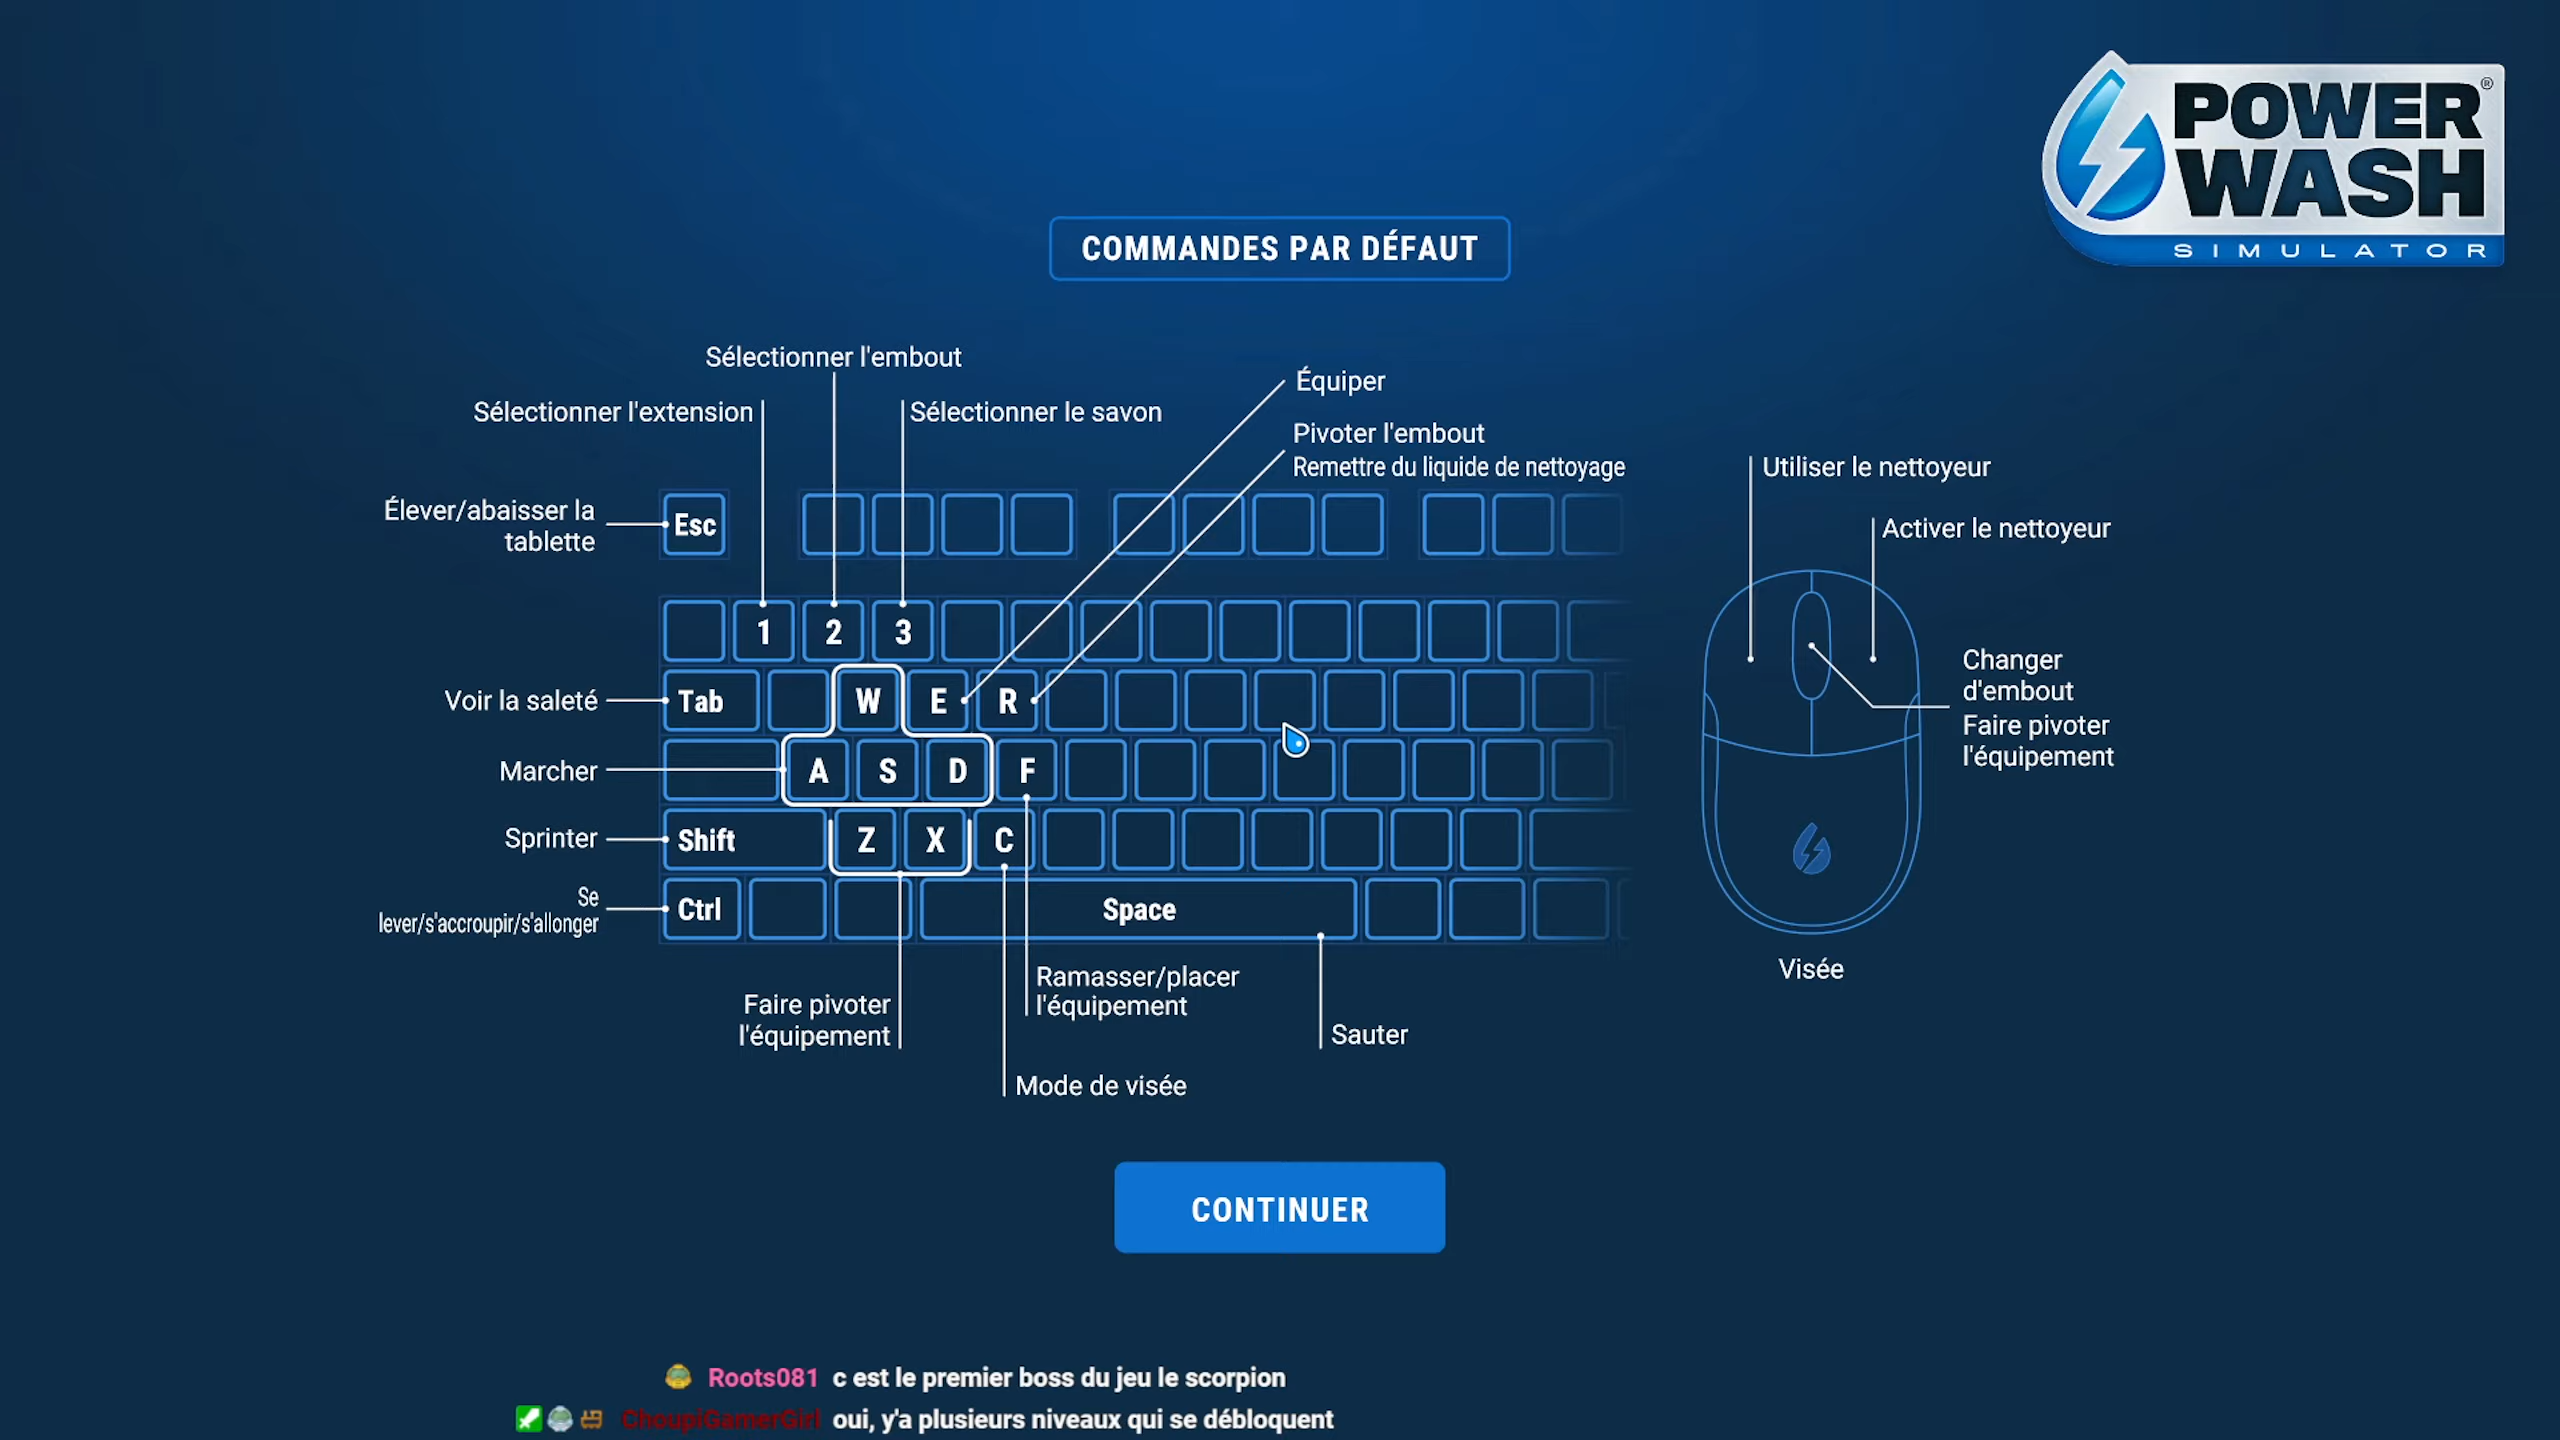 POWER®
WASH
SIMULATOR
COMMANDES PAR DÉFAUT
Sélectionner l'embout
Sélectionner l'extension
Sélectionner le savon
Équiper
Pivoter l'embout
Remettre du liquide de nettoyage
Utiliser le nettoyeur
Activer le nettoyeur
Élever/abaisser la
tablette
Esc
1 2 3
Changer
d'embout
Faire pivoter
l'équipement
Voir la saleté
Tab W E R
Marcher
A S D F
Sprinter
Shift Z X C
Se
lever/s'accroupir/s'allonger
Ctrl Space
Visée
Ramasser/placer
l'équipement
Faire pivoter
l'équipement
Sauter
Mode de visée
CONTINUER
Roots081 c est le premier boss du jeu le scorpion
ChoupiGamerGirl oui, y'a plusieurs niveaux qui se débloquent